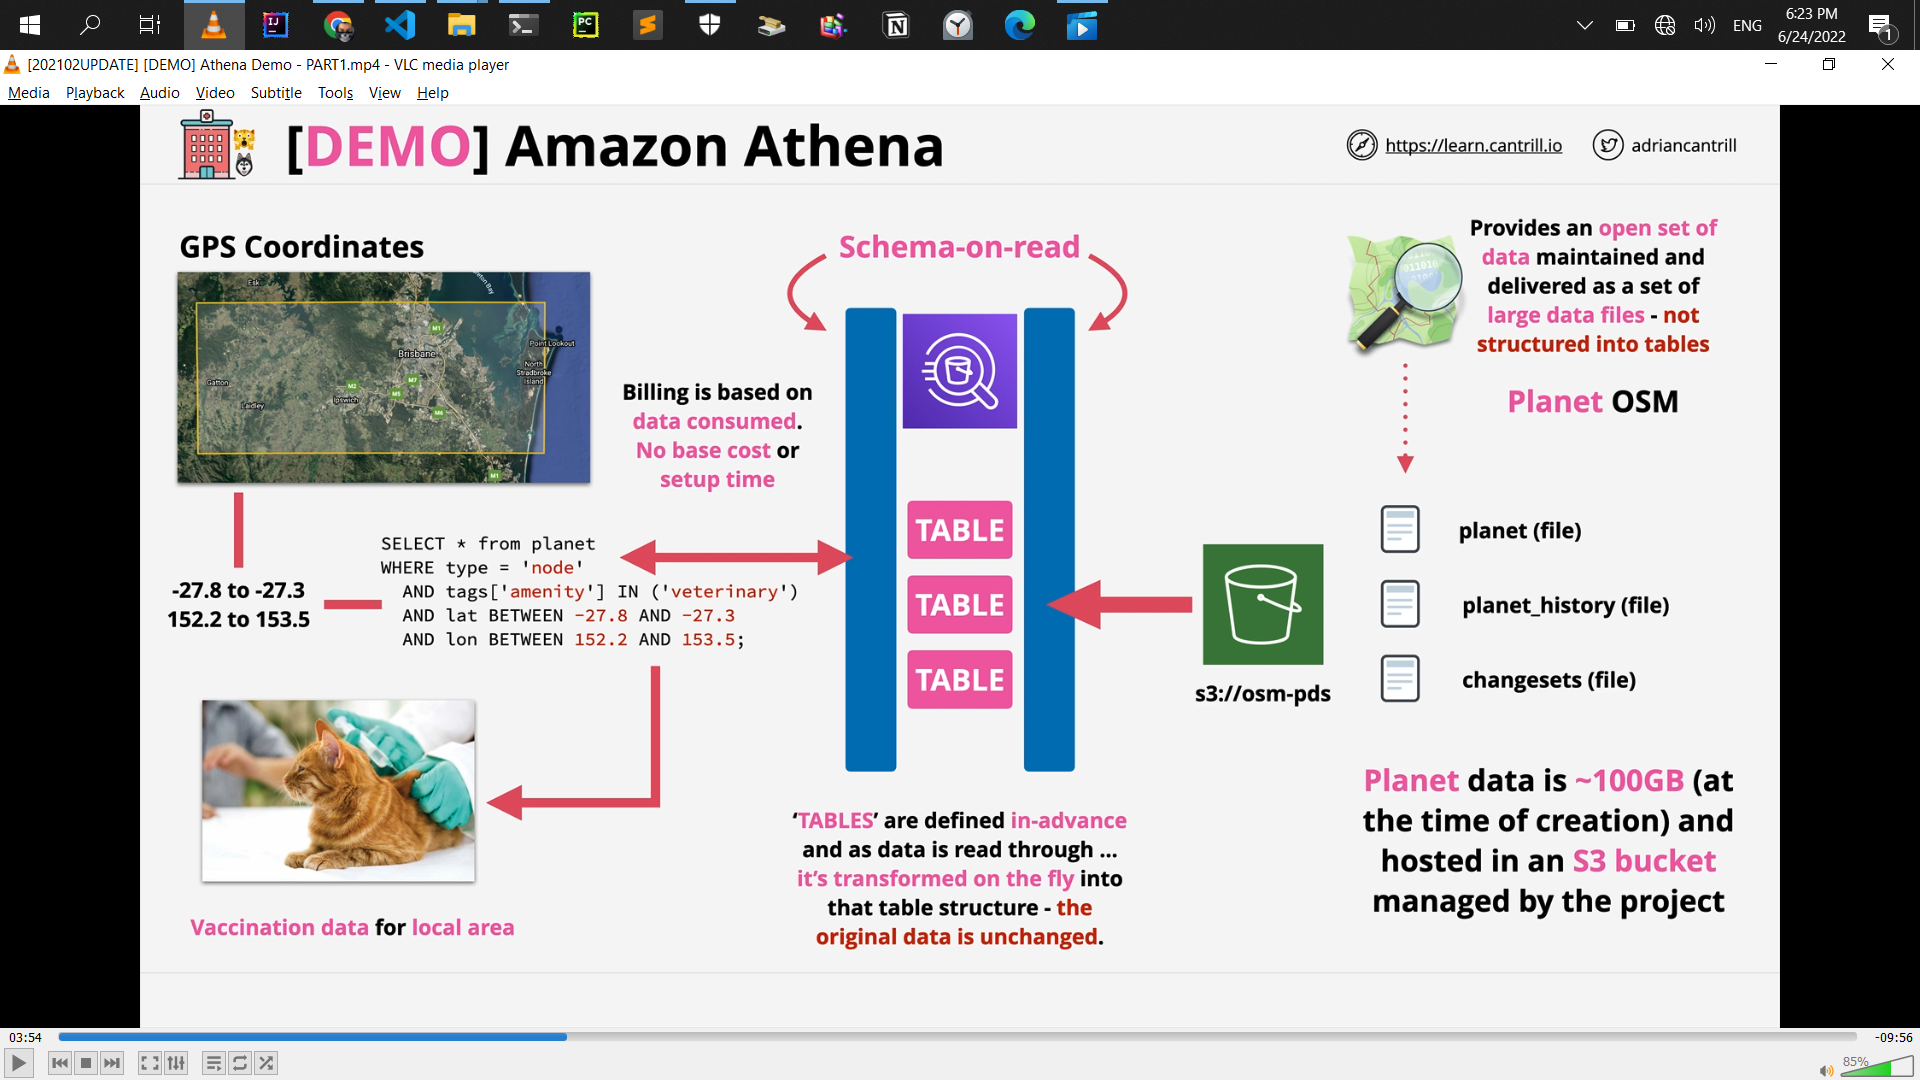 ENG
6:23 PM
6/24/2022
1
[202102UPDATE] [DEMO] Athena Demo - PART1.mp4 - VLC media player
Media Playback Audio Video Subtitle Tools View Help
[DEMO] Amazon Athena
https://learn.cantrill.io
adriancantrill
GPS Coordinates
Esk
M1
Brisbane
Point Lookout
North
Stradbroke
Island
Gatton
M2
M7
M5
Ipswich
Laidley
M6
M1
-27.8 to -27.3
152.2 to 153.5
SELECT * from planet
WHERE type = 'node'
AND tags['amenity'] IN ('veterinary')
AND lat BETWEEN -27.8 AND -27.3
AND lon BETWEEN 152.2 AND 153.5;
Vaccination data for local area
Billing is based on
data consumed.
No base cost or
setup time
Schema-on-read
TABLE
TABLE
TABLE
‘TABLES’ are defined in-advance
and as data is read through ...
it’s transformed on the fly into
that table structure - the
original data is unchanged.
s3://osm-pds
Provides an open set of
data maintained and
delivered as a set of
large data files - not
structured into tables
Planet OSM
planet (file)
planet_history (file)
changesets (file)
Planet data is ~100GB (at
the time of creation) and
hosted in an S3 bucket
managed by the project
03:54
-09:56
85%